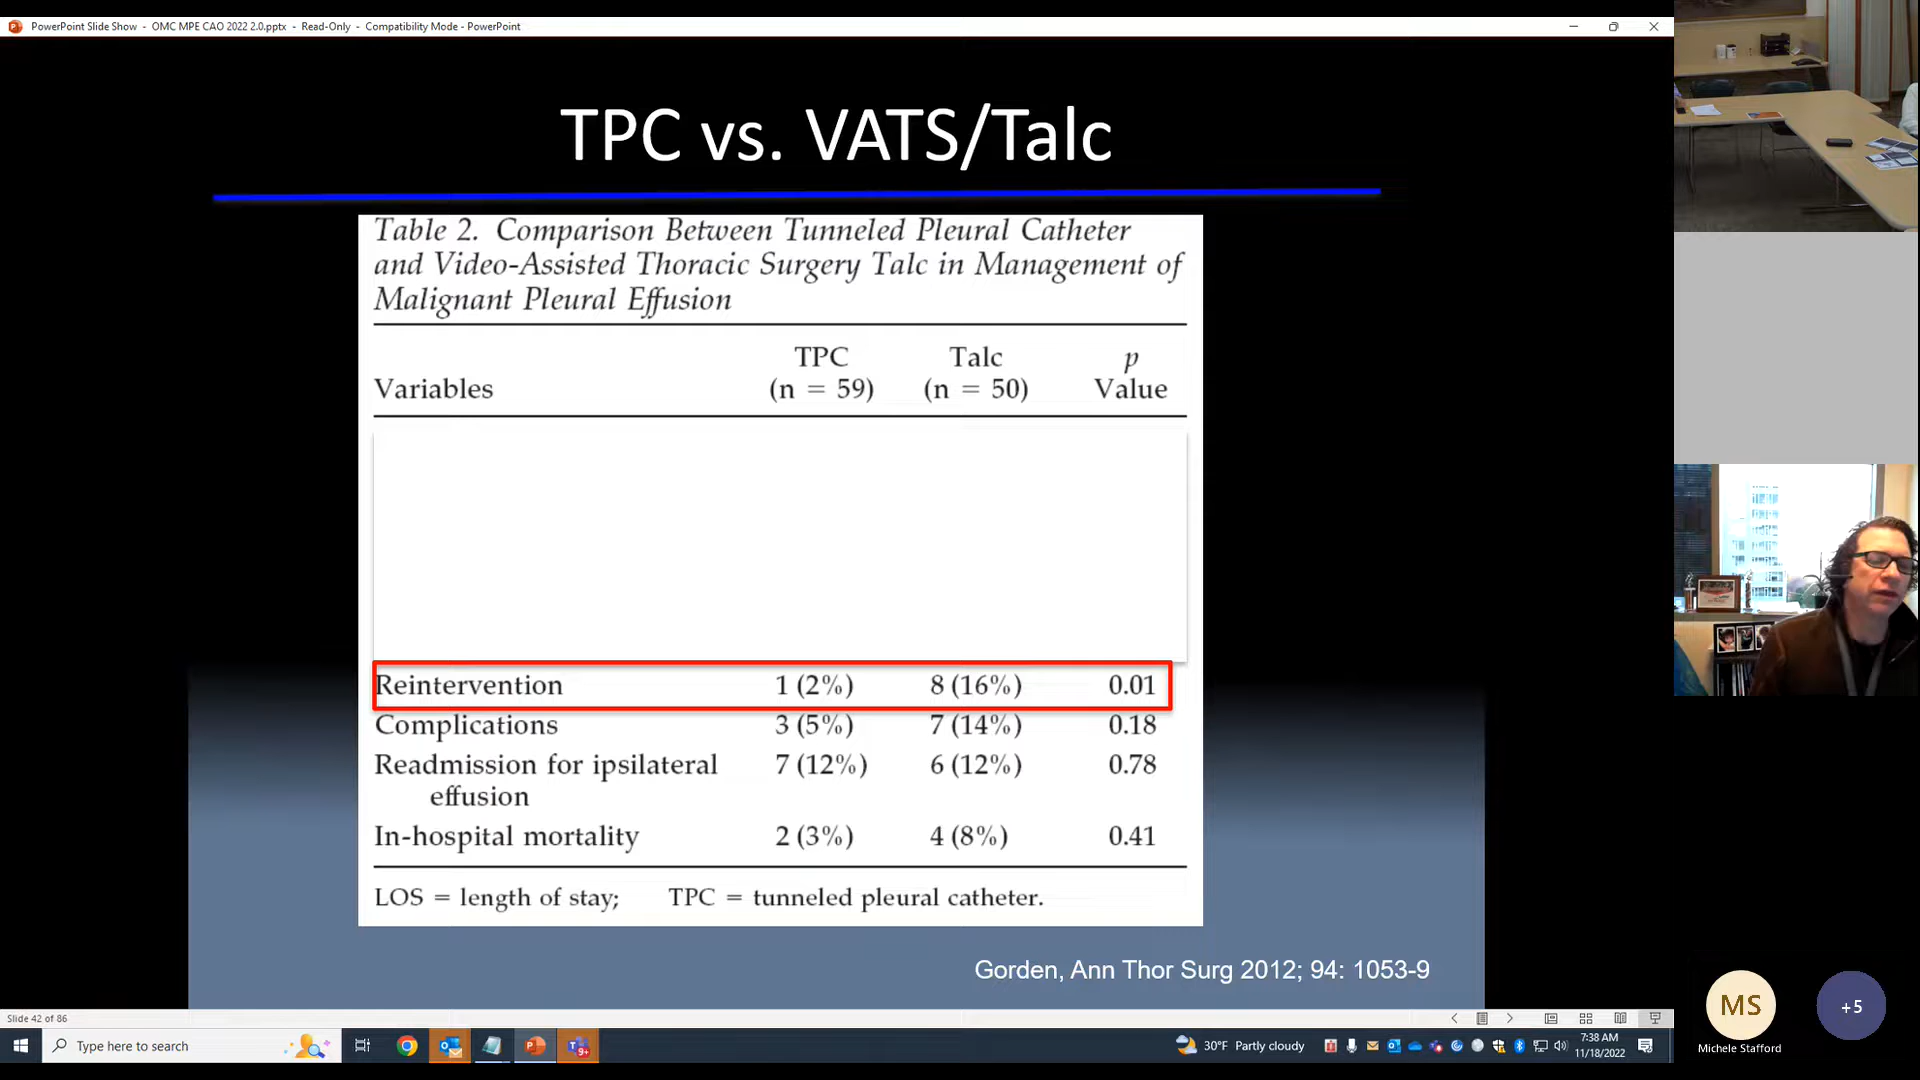 PowerPoint Slide Show - OMC MPE CAO 2022 2.0.pptx - Read-Only - Compatibility Mode - PowerPoint
TPC vs. VATS/Talc
Table 2. Comparison Between Tunneled Pleural Catheter
and Video-Assisted Thoracic Surgery Talc in Management of
Malignant Pleural Effusion
TPC Talc p
Variables (n = 59) (n = 50) Value
Reintervention 1 (2%) 8 (16%) 0.01
Complications 3 (5%) 7 (14%) 0.18
Readmission for ipsilateral 7 (12%) 6 (12%) 0.78
effusion
In-hospital mortality 2 (3%) 4 (8%) 0.41
LOS = length of stay; TPC = tunneled pleural catheter.
Gorden, Ann Thor Surg 2012; 94: 1053-9
MS
+5
Michele Stafford
Slide 42 of 86
Type here to search
9+
30°F Partly cloudy
7:38 AM
11/18/2022